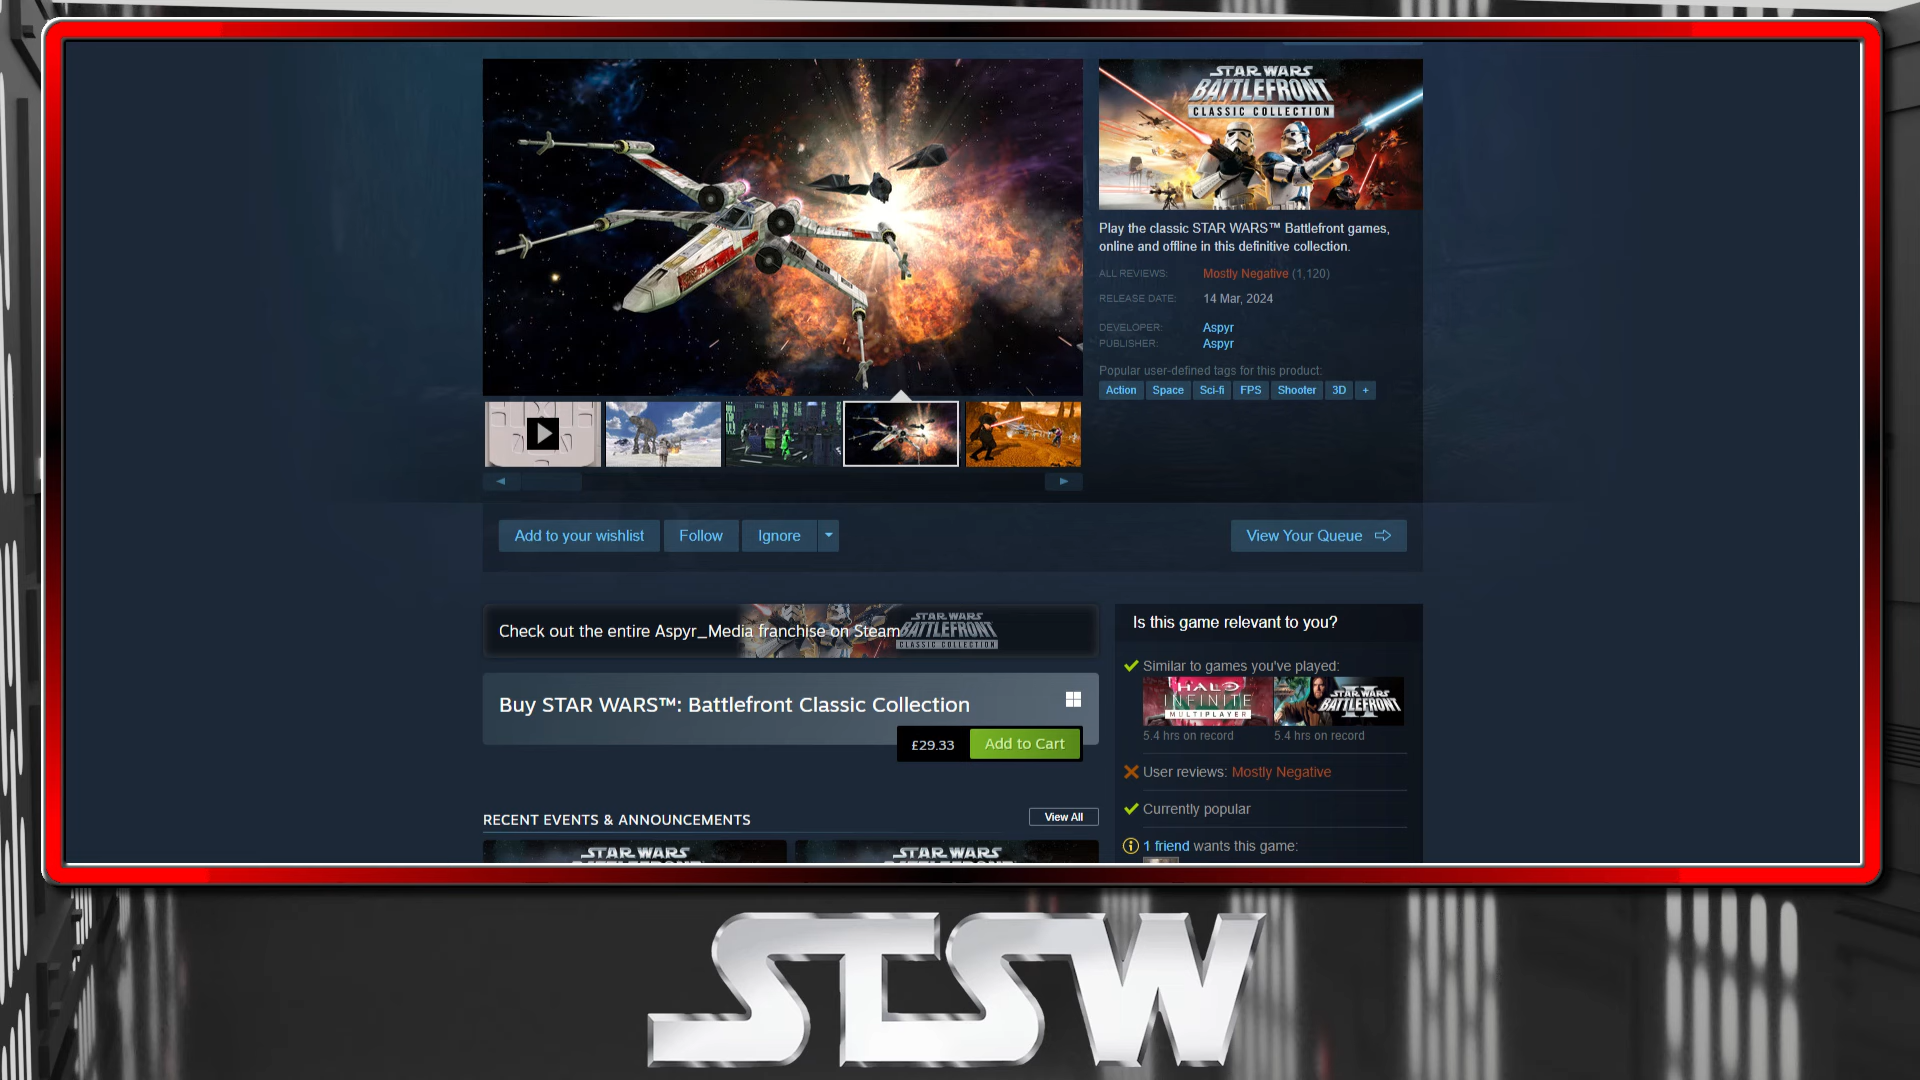 STAR WARS
BATTLEFRONT
CLASSIC COLLECTION
Play the classic STAR WARS™ Battlefront games,
online and offline in this definitive collection.
ALL REVIEWS: Mostly Negative (1,120)
RELEASE DATE: 14 Mar, 2024
DEVELOPER: Aspyr
PUBLISHER: Aspyr
Popular user-defined tags for this product:
Action Space Sci-fi FPS Shooter 3D +
Add to your wishlist Follow Ignore View Your Queue
Check out the entire Aspyr_Media franchise on Steam
STAR WARS
BATTLEFRONT
CLASSIC COLLECTION
Buy STAR WARS™: Battlefront Classic Collection
£29.33 Add to Cart
RECENT EVENTS & ANNOUNCEMENTS View All
STAR WARS STAR WARS
Is this game relevant to you?
Similar to games you've played:
HALO
INFINITE
MULTIPLAYER
STAR WARS
BATTLEFRONT
II
5.4 hrs on record 5.4 hrs on record
User reviews: Mostly Negative
Currently popular
1 friend wants this game:
STSW